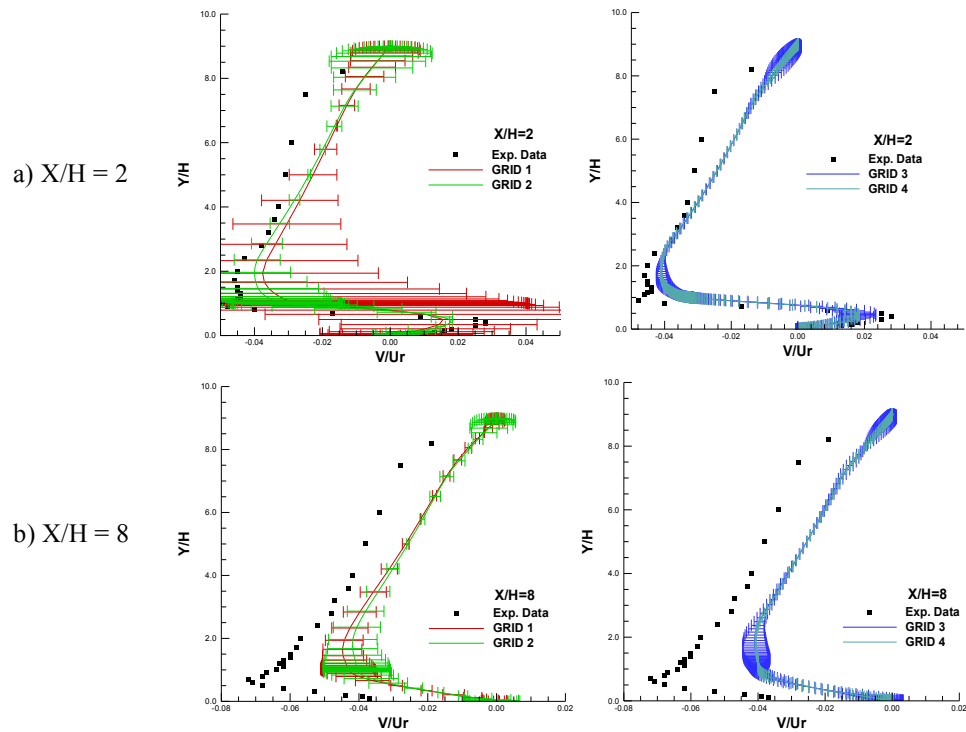 a) X/H = 2
10.0
8.0
6.0
4.0
2.0
0.0
Y/H
-0.04
-0.02
0.00
0.02
0.04
V/Ur
X/H=2
Exp. Data
GRID 1
GRID 2
10.0
8.0
6.0
4.0
2.0
0.0
Y/H
-0.04
-0.02
0.00
0.02
0.04
V/Ur
X/H=2
Exp. Data
GRID 3
GRID 4
b) X/H = 8
10.0
8.0
6.0
4.0
2.0
0.0
Y/H
-0.08
-0.06
-0.04
-0.02
0.00
0.02
V/Ur
X/H=8
Exp. Data
GRID 1
GRID 2
10.0
8.0
6.0
4.0
2.0
0.0
Y/H
-0.08
-0.06
-0.04
-0.02
0.00
0.02
V/Ur
X/H=8
Exp. Data
GRID 3
GRID 4